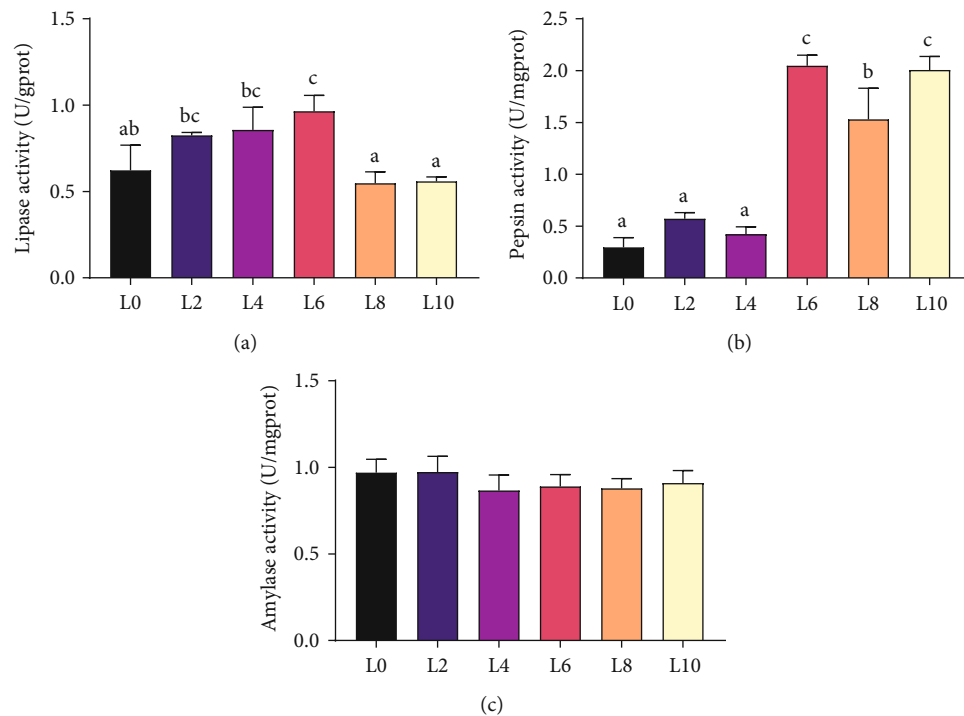 Lipase activity (U/gprot)
1.5
1.0
0.5
0.0
ab
bc
bc
c
a
a
L0 L2 L4 L6 L8 L10
(a)
Pepsin activity (U/mgprot)
2.5
2.0
1.5
1.0
0.5
0.0
a
a
a
c
b
c
L0 L2 L4 L6 L8 L10
(b)
Amylase activity (U/mgprot)
1.5
1.0
0.5
0.0
L0 L2 L4 L6 L8 L10
(c)